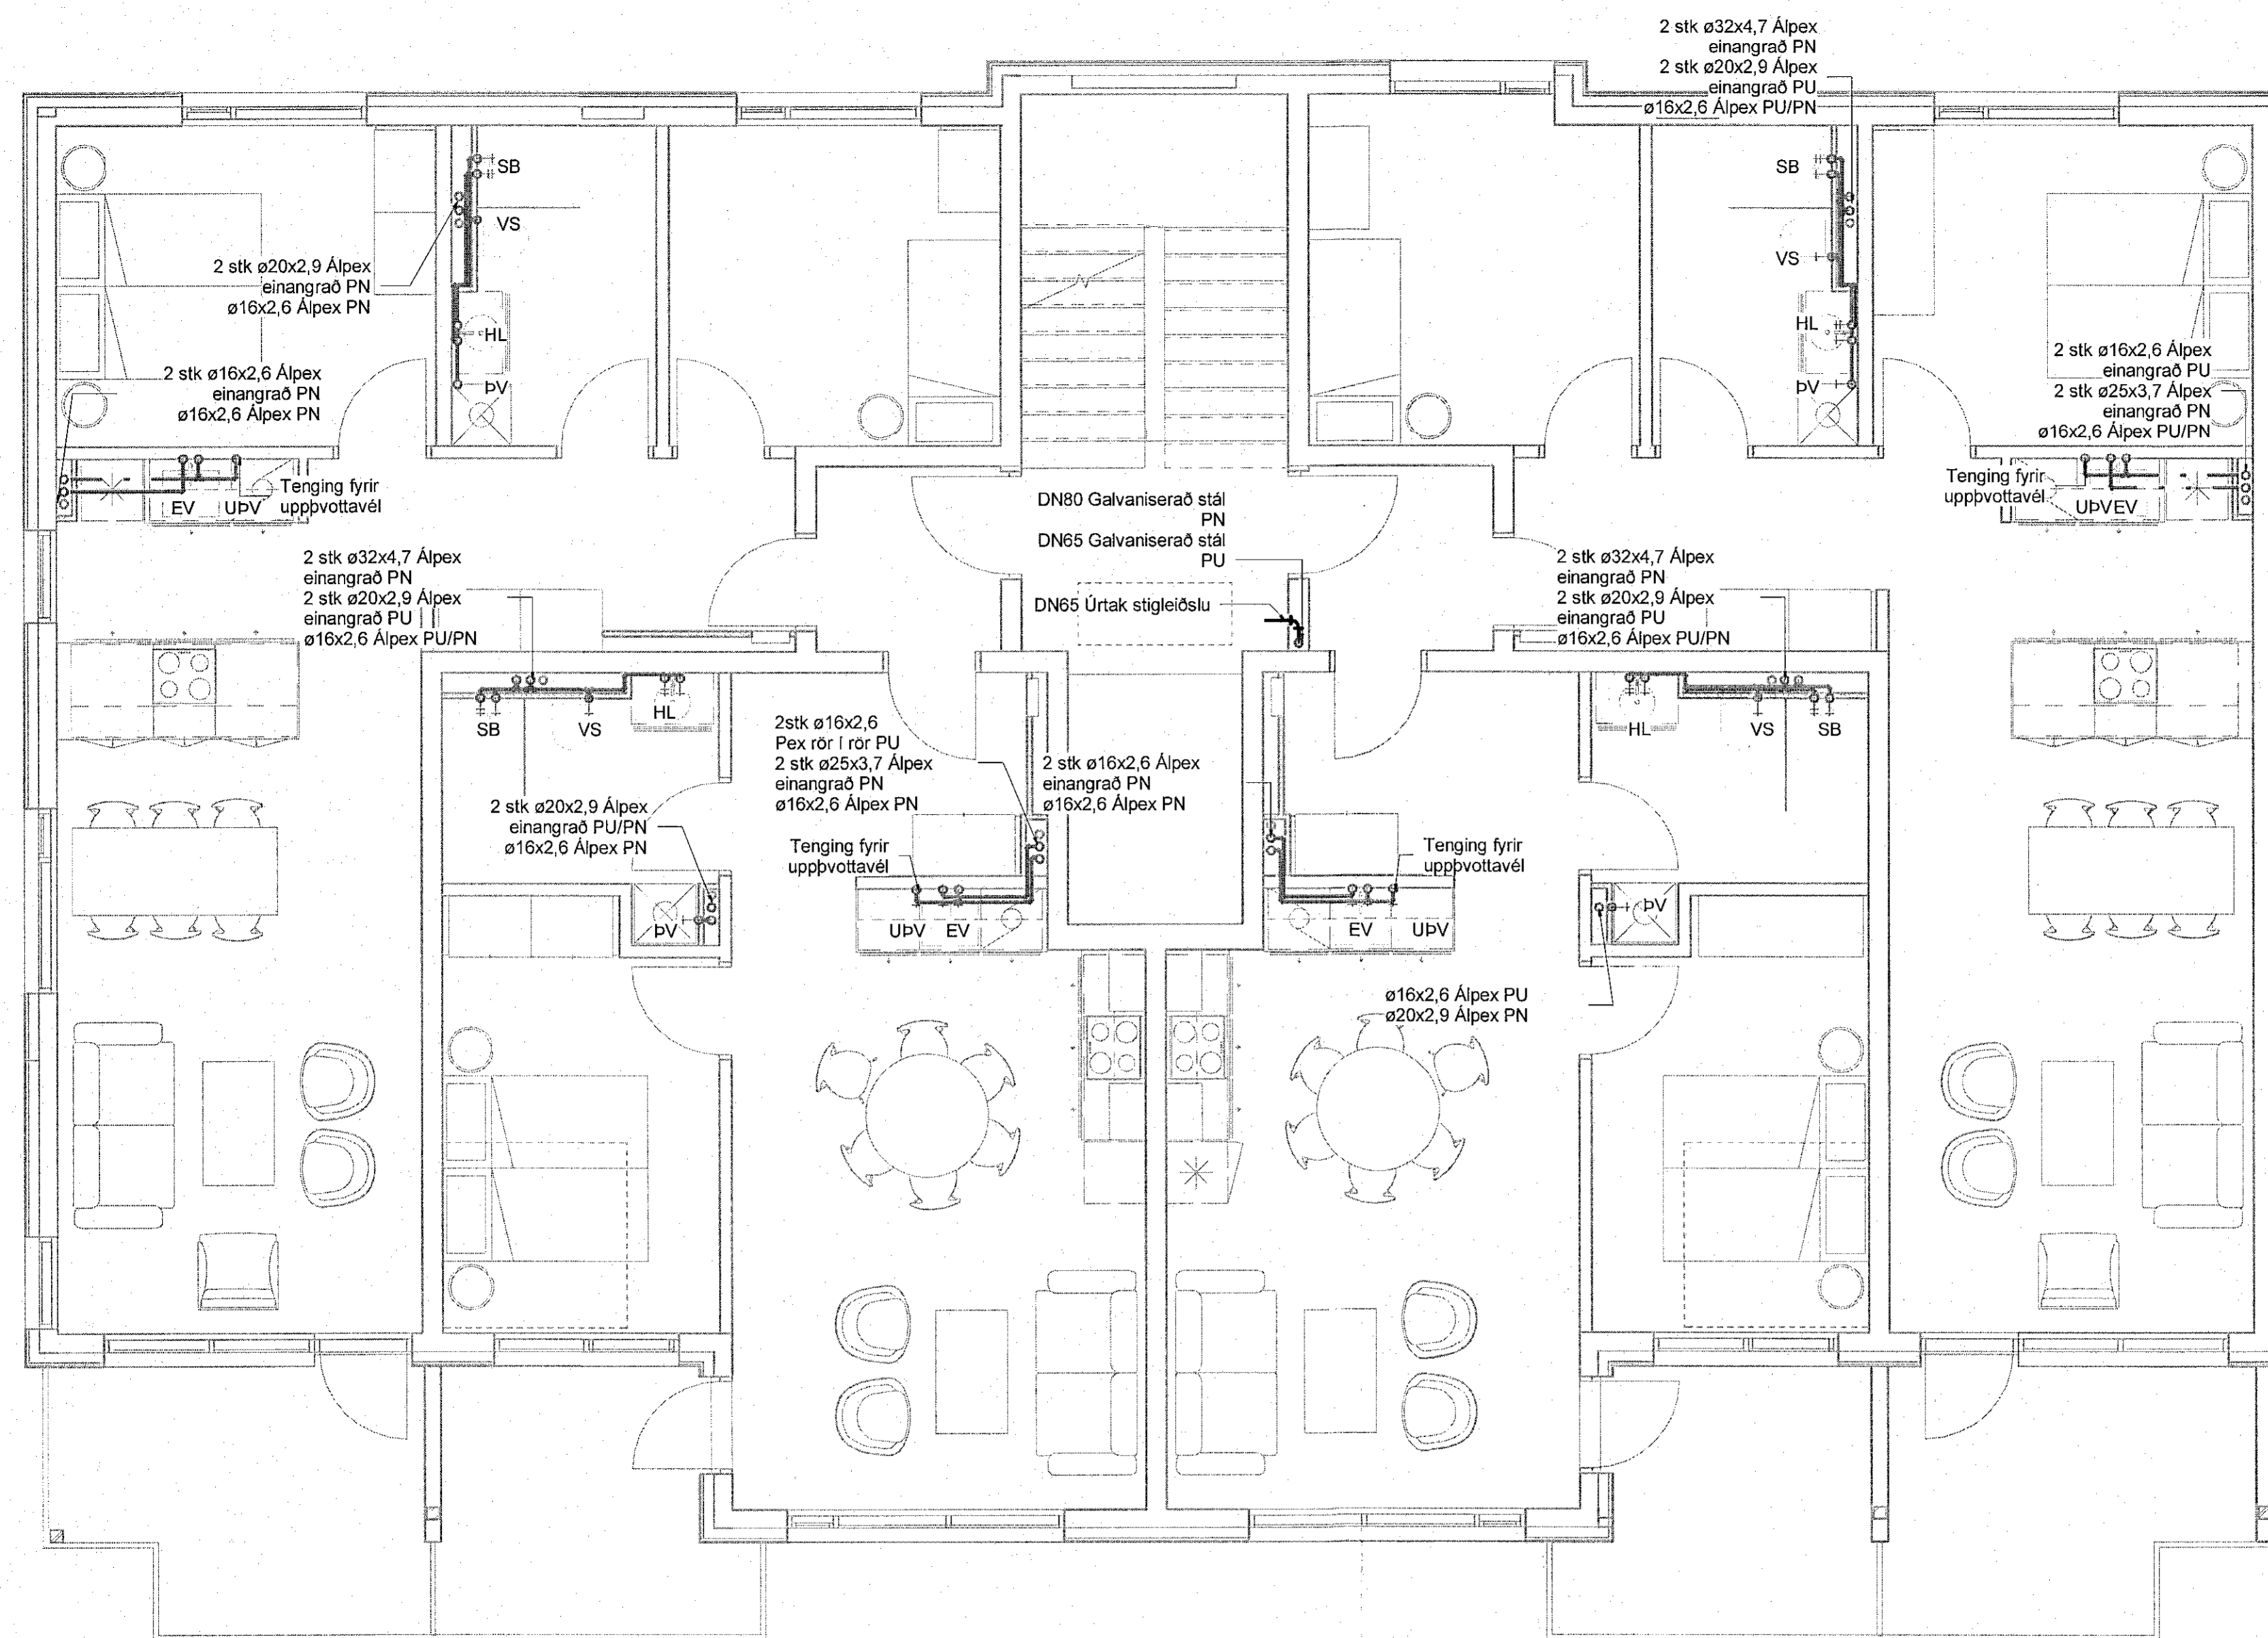 2 stk ø32x4,7 Álpex
einangrað PN
2 stk ø20x2,9 Álpex
einangrað PU
ø16x2,6 Álpex PU/PN
SB
VS
HL
ÞV
2 stk ø20x2,9 Álpex
einangrað PN
ø16x2,6 Álpex PN
2 stk ø16x2,6 Álpex
einangrað PN
ø16x2,6 Álpex PN
SB
VS
HL
ÞV
2 stk ø16x2,6 Álpex
einangrað PU
2 stk ø25x3,7 Álpex
einangrað PN
ø16x2,6 Álpex PU/PN
EV
UÞV
Tenging fyrir
uppþvottavél
DN80 Galvaniserað stál
PN
DN65 Galvaniserað stál
PU
DN65 Úrtak stigleiðslu
Tenging fyrir
uppþvottavél
UÞV
EV
2 stk ø32x4,7 Álpex
einangrað PN
2 stk ø20x2,9 Álpex
einangrað PU
ø16x2,6 Álpex PU/PN
2 stk ø32x4,7 Álpex
einangrað PN
2 stk ø20x2,9 Álpex
einangrað PU
ø16x2,6 Álpex PU/PN
SB
VS
HL
2stk ø16x2,6
Pex rör í rör PU
2 stk ø25x3,7 Álpex
einangrað PN
ø16x2,6 Álpex PN
2 stk ø16x2,6 Álpex
einangrað PN
ø16x2,6 Álpex PN
HL
VS
SB
2 stk ø20x2,9 Álpex
einangrað PU/PN
ø16x2,6 Álpex PN
Tenging fyrir
uppþvottavél
Tenging fyrir
uppþvottavél
ÞV
UÞV
EV
EV
UÞV
ÞV
ø16x2,6 Álpex PU
ø20x2,9 Álpex PN